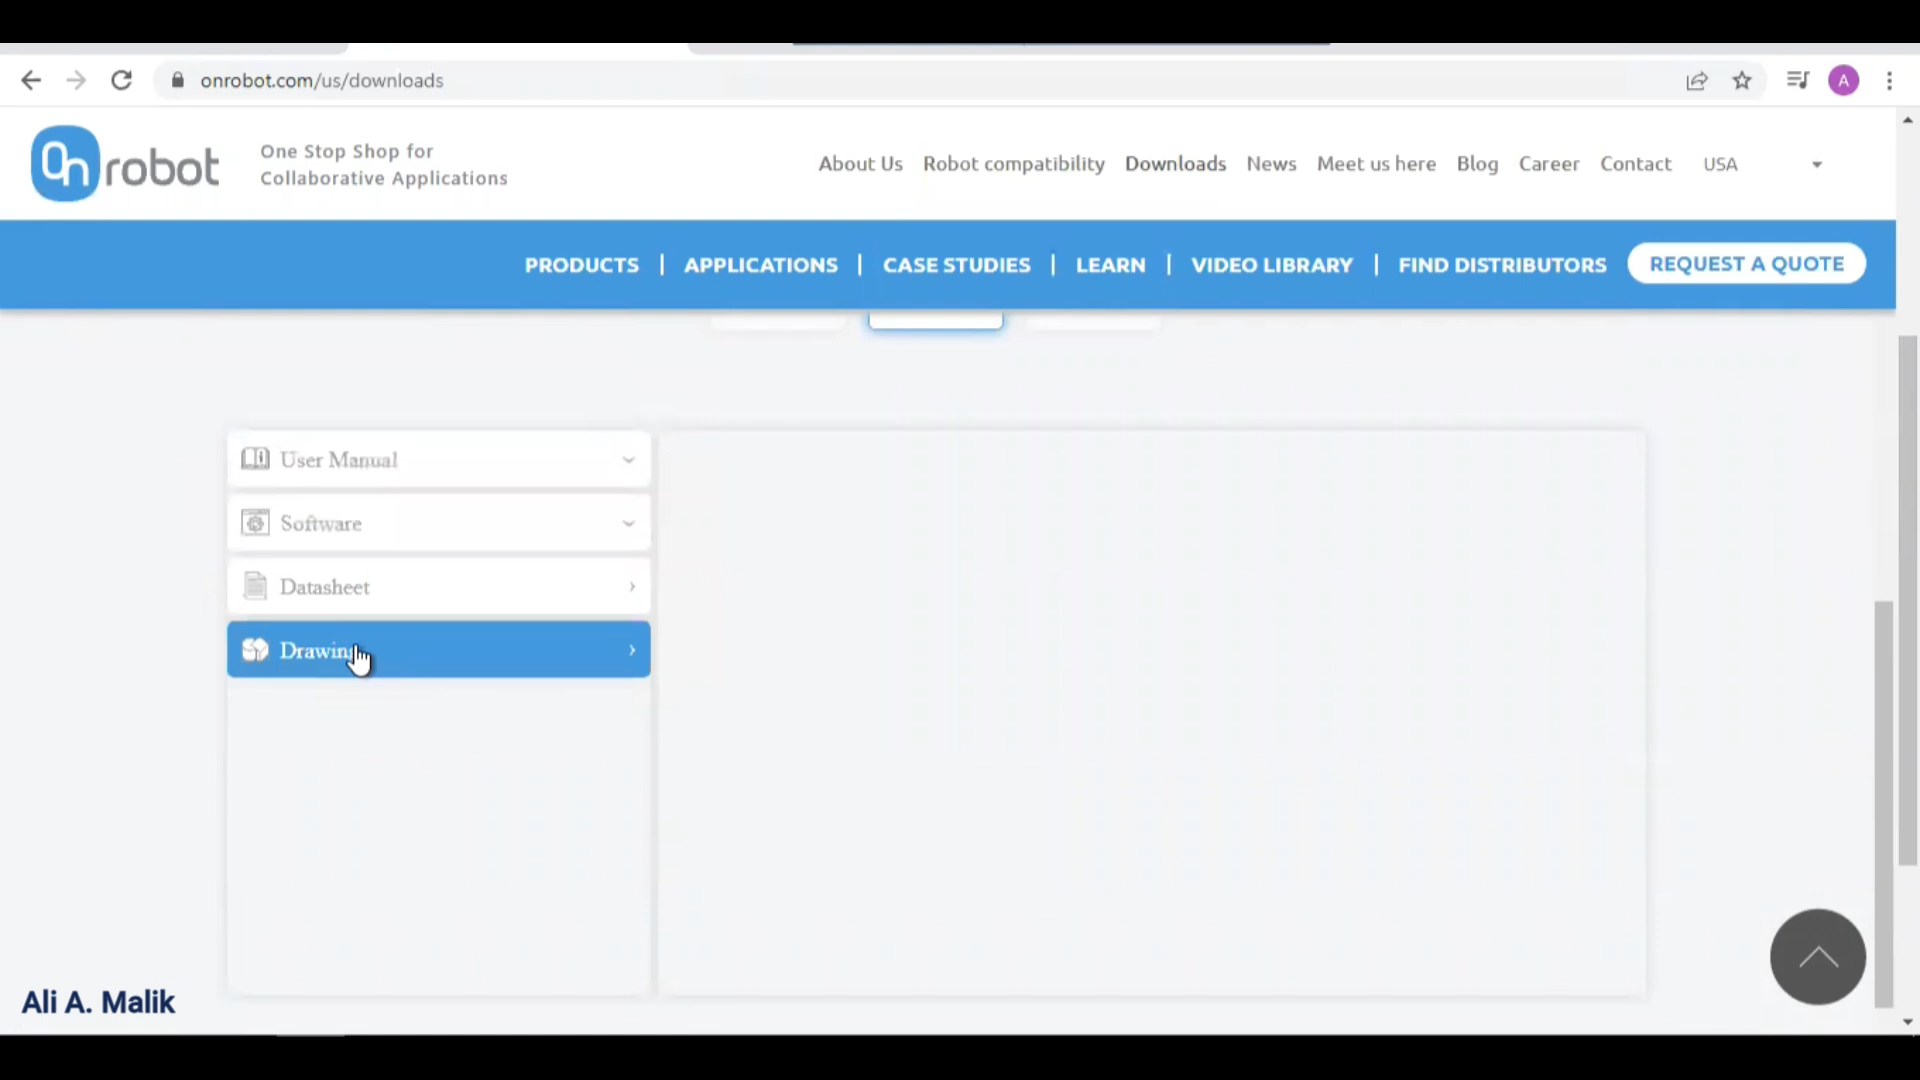 onrobot.com/us/downloads
A
On robot
One Stop Shop for
Collaborative Applications
About Us Robot compatibility Downloads News Meet us here Blog Career Contact USA
PRODUCTS | APPLICATIONS | CASE STUDIES | LEARN | VIDEO LIBRARY | FIND DISTRIBUTORS REQUEST A QUOTE
User Manual
Software
Datasheet
Drawing
Ali A. Malik